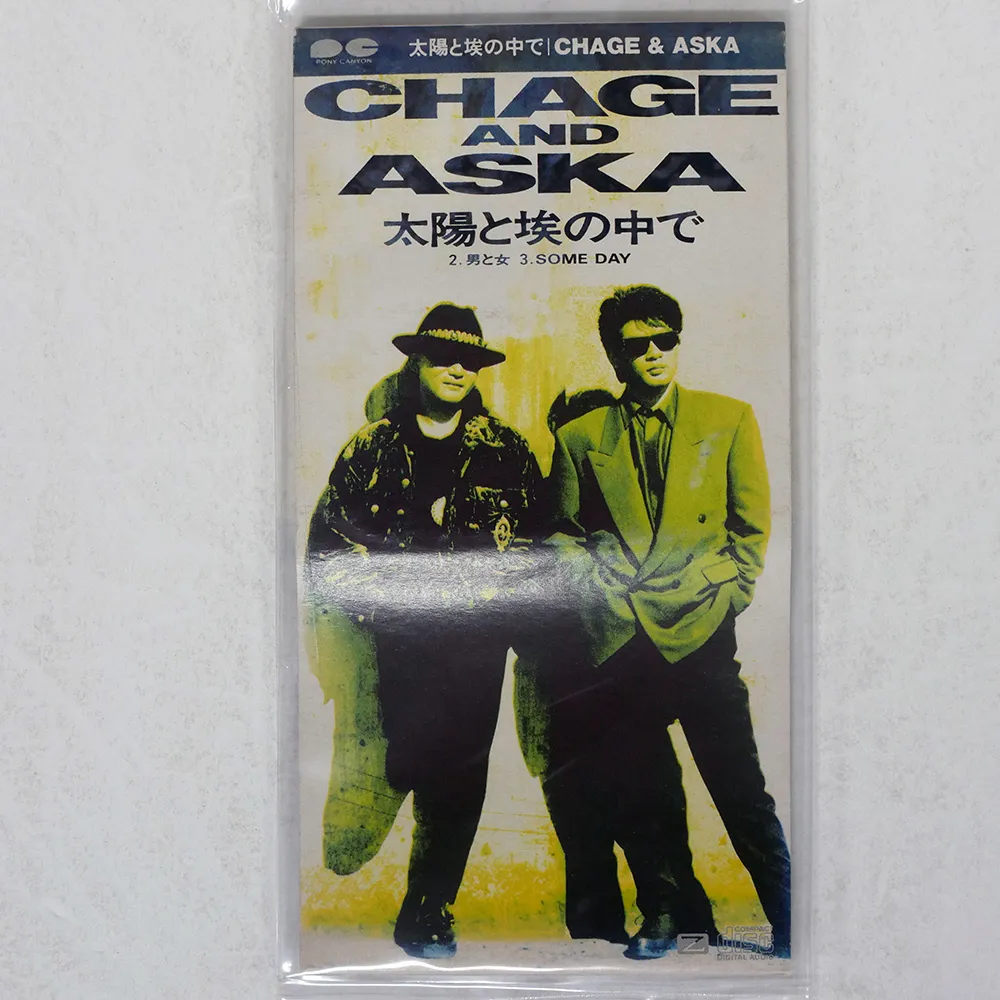 PONY CANYON
太陽と埃の中で|CHAGE & ASKA
CHAGE
AND
ASKA
太陽と埃の中で
2.男と女 3.SOME DAY
COMPACT
disc
DIGITAL AUDIO